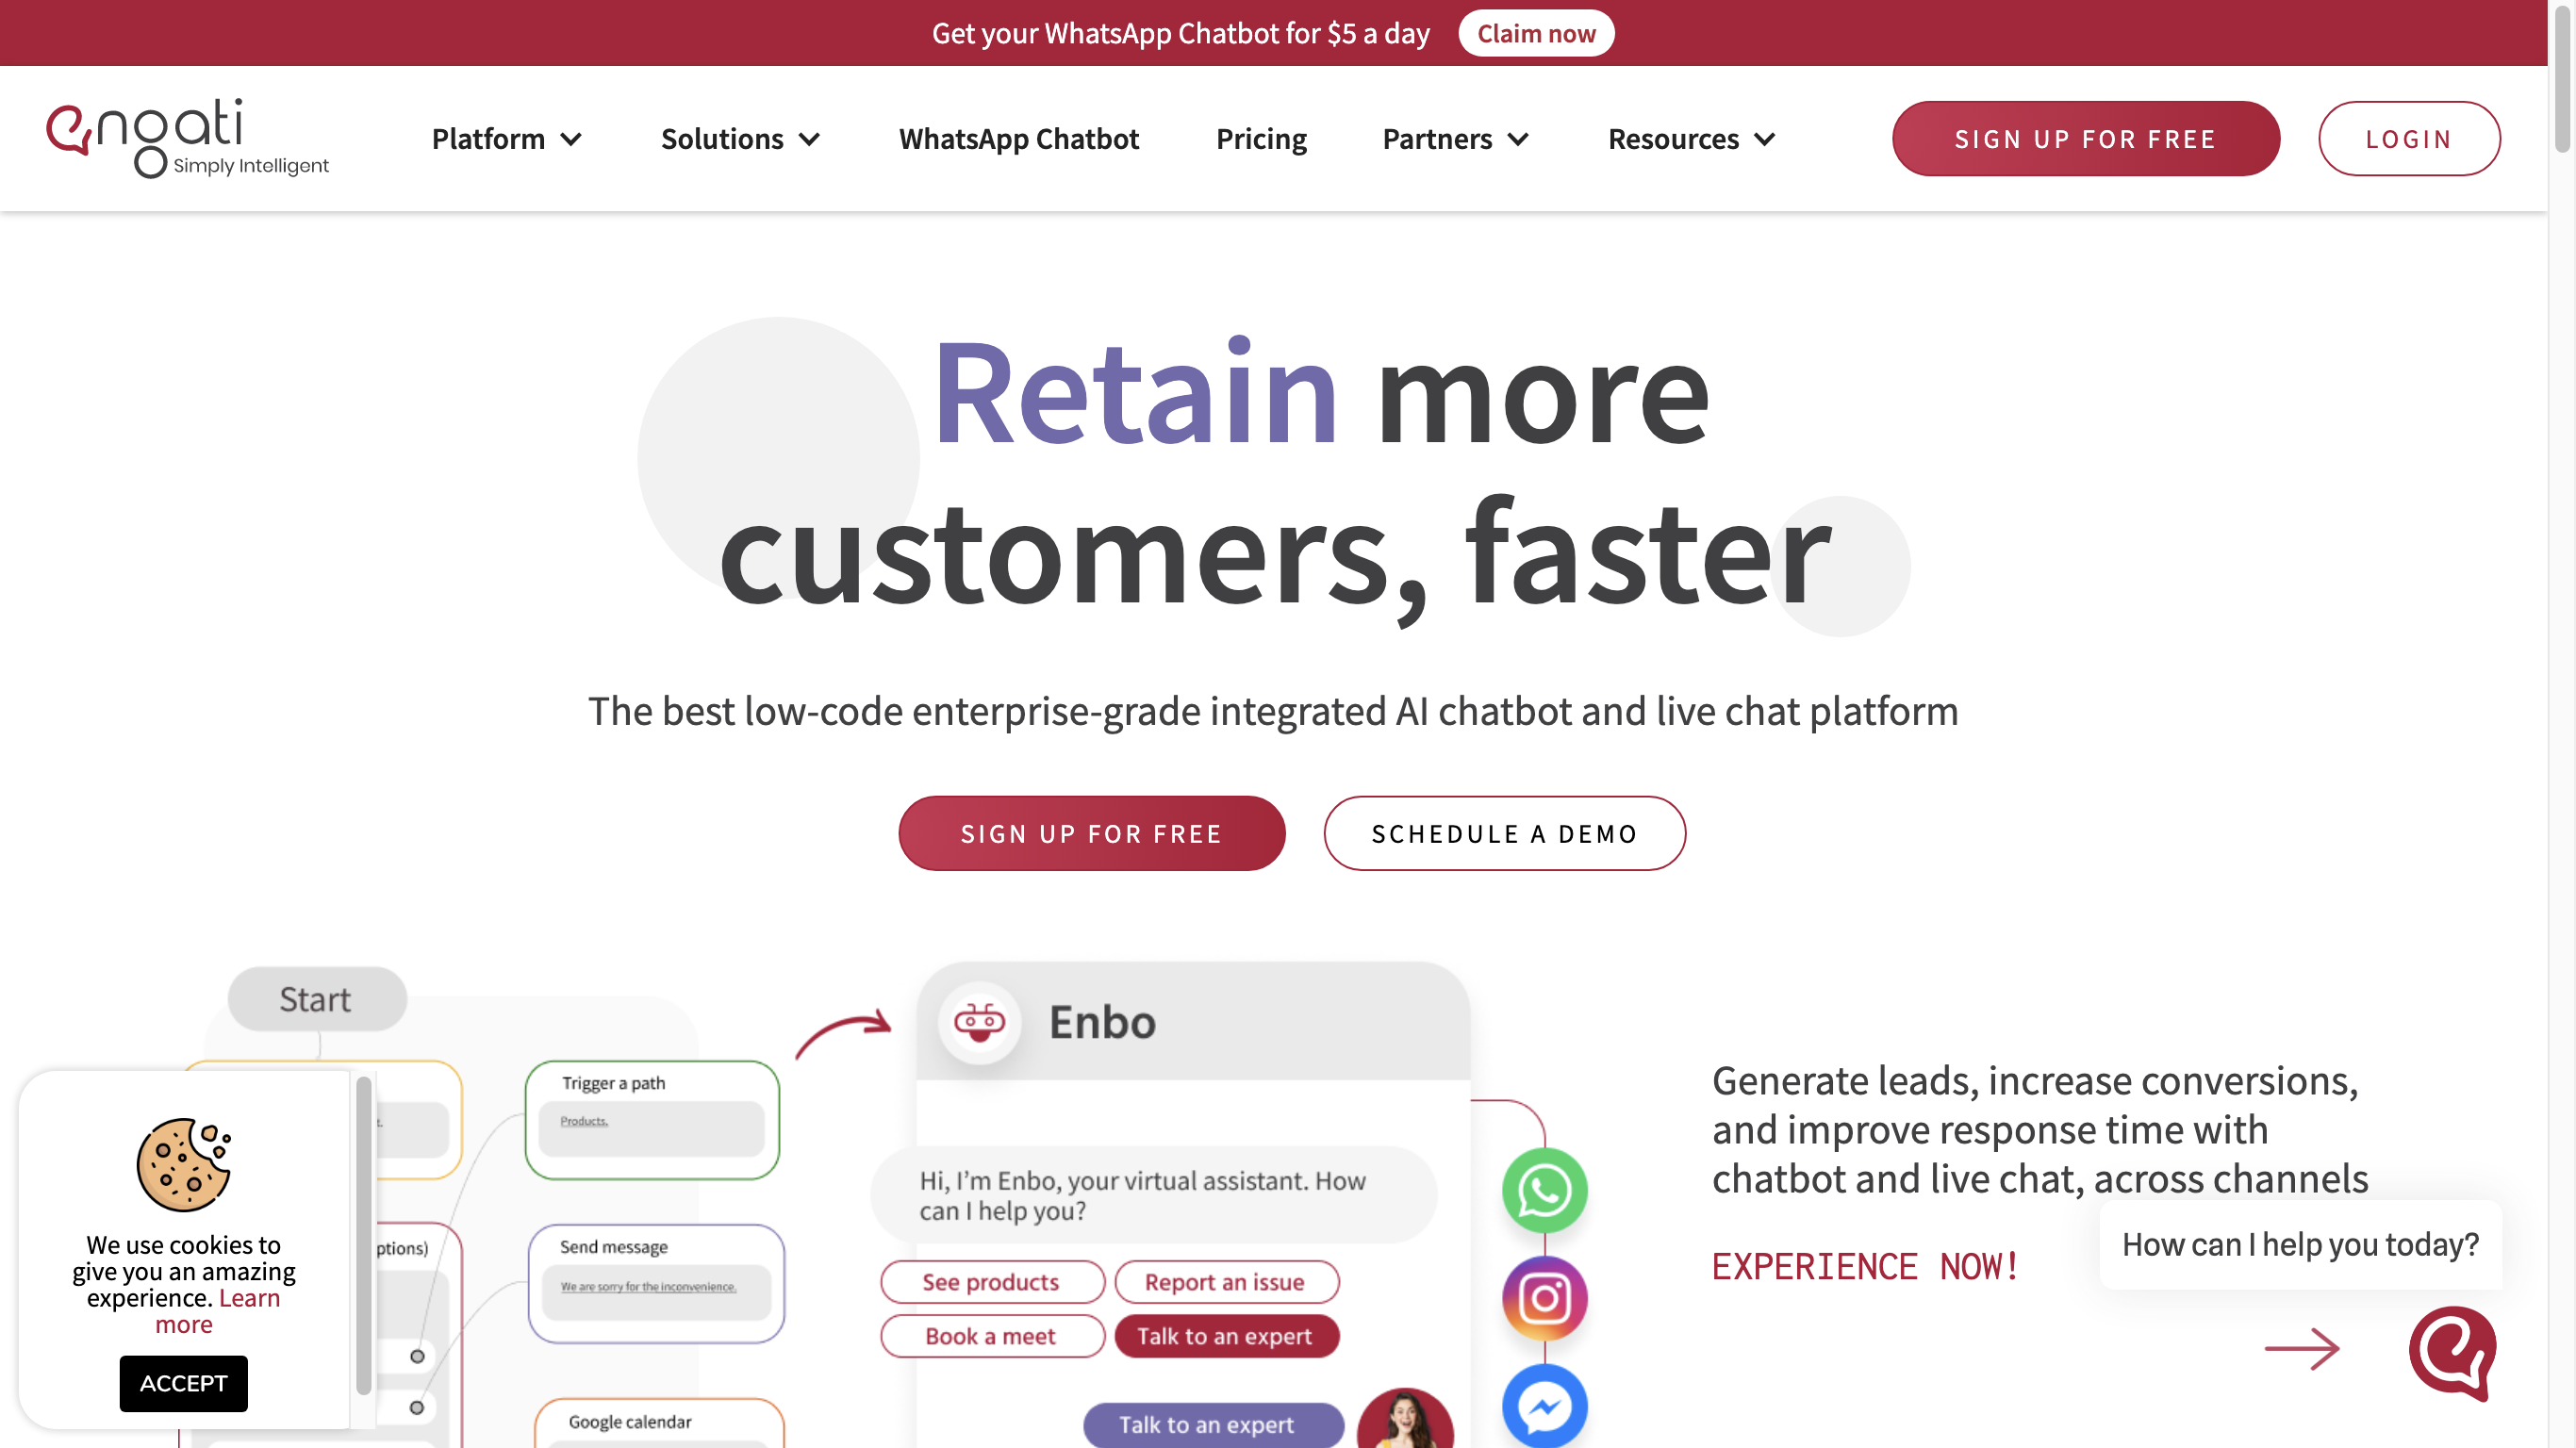 Get your WhatsApp Chatbot for $5 a day
Claim now
engati
Simply Intelligent
Platform
Solutions
WhatsApp Chatbot
Pricing
Partners
Resources
SIGN UP FOR FREE
LOGIN
Retain more
customers, faster
The best low-code enterprise-grade integrated AI chatbot and live chat platform
SIGN UP FOR FREE
SCHEDULE A DEMO
Start
Trigger a path
Products.
Send message
We are sorry for the inconvenience.
Google calendar
ptions)
Enbo
Hi, I'm Enbo, your virtual assistant. How
can I help you?
See products
Report an issue
Book a meet
Talk to an expert
Talk to an expert
Generate leads, increase conversions,
and improve response time with
chatbot and live chat, across channels
EXPERIENCE NOW!
How can I help you today?
We use cookies to
give you an amazing
experience. Learn
more
ACCEPT